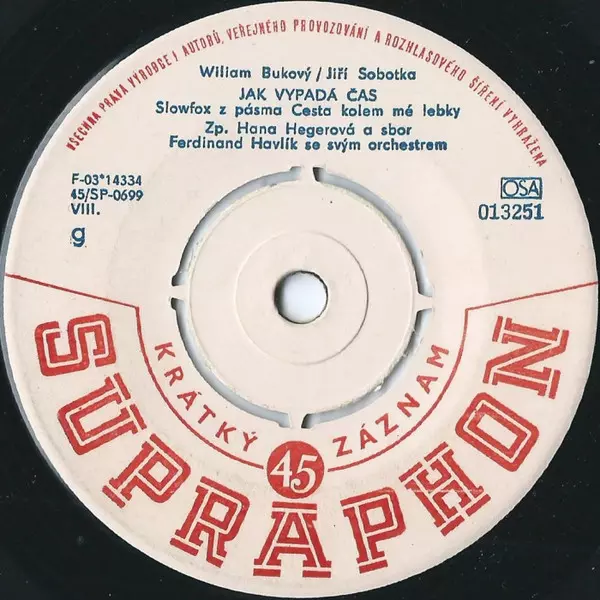 VŠECHNA PRÁVA VÝROBCE I AUTORŮ, VEŘEJNÉHO PROVOZOVÁNÍ A ROZHLASOVÉHO ŠÍŘENÍ VYHRAŽENA
Wiliam Bukový / Jiří Sobotka
JAK VYPADÁ ČAS
Slowfox z pásma Cesta kolem mé lebky
Zp. Hana Hegerová a sbor
Ferdinand Havlík se svým orchestrem
F-03*14334
45/SP-0699
VIII.
g
OSA
013251
KRÁTKÝ ZÁZNAM
45
SUPRAPHON